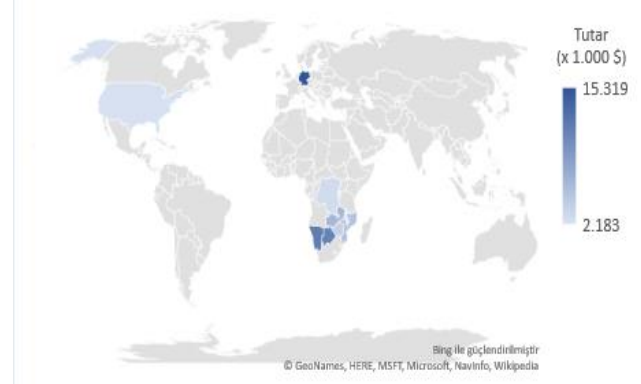 Tutar
(x 1.000 $)
15.319
2.183
Bing ile güçlendirilmiştir
© GeoNames, HERE, MSFT, Microsoft, NavInfo, Wikipedia